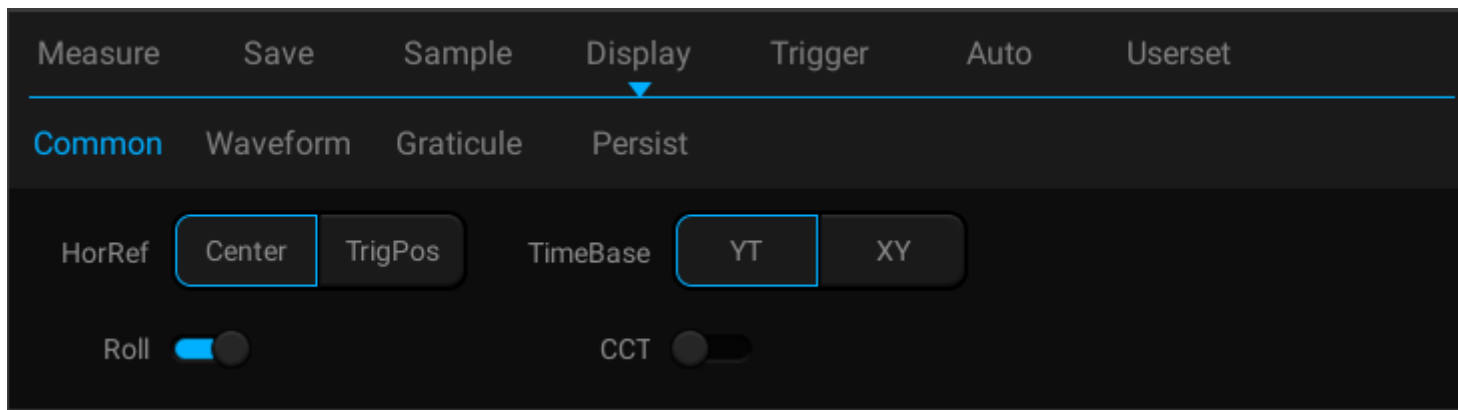 Measure Save Sample Display Trigger Auto Userset
Common Waveform Graticule Persist
HorRef Center TrigPos TimeBase YT XY
Roll CCT